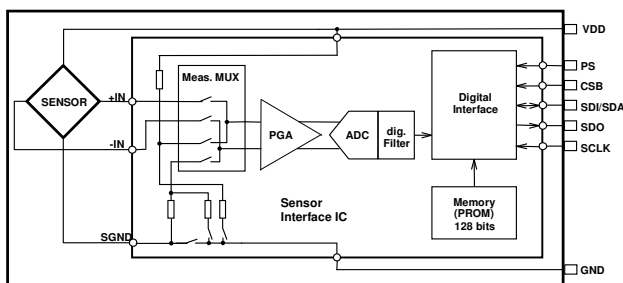 VDD
Meas. MUX
PS
SENSOR
+IN
CSB
Digital
Interface
SDI/SDA
PGA
ADC
dig.
Filter
SDO
-IN
SCLK
Sensor
Interface IC
Memory
(PROM)
128 bits
SGND
GND